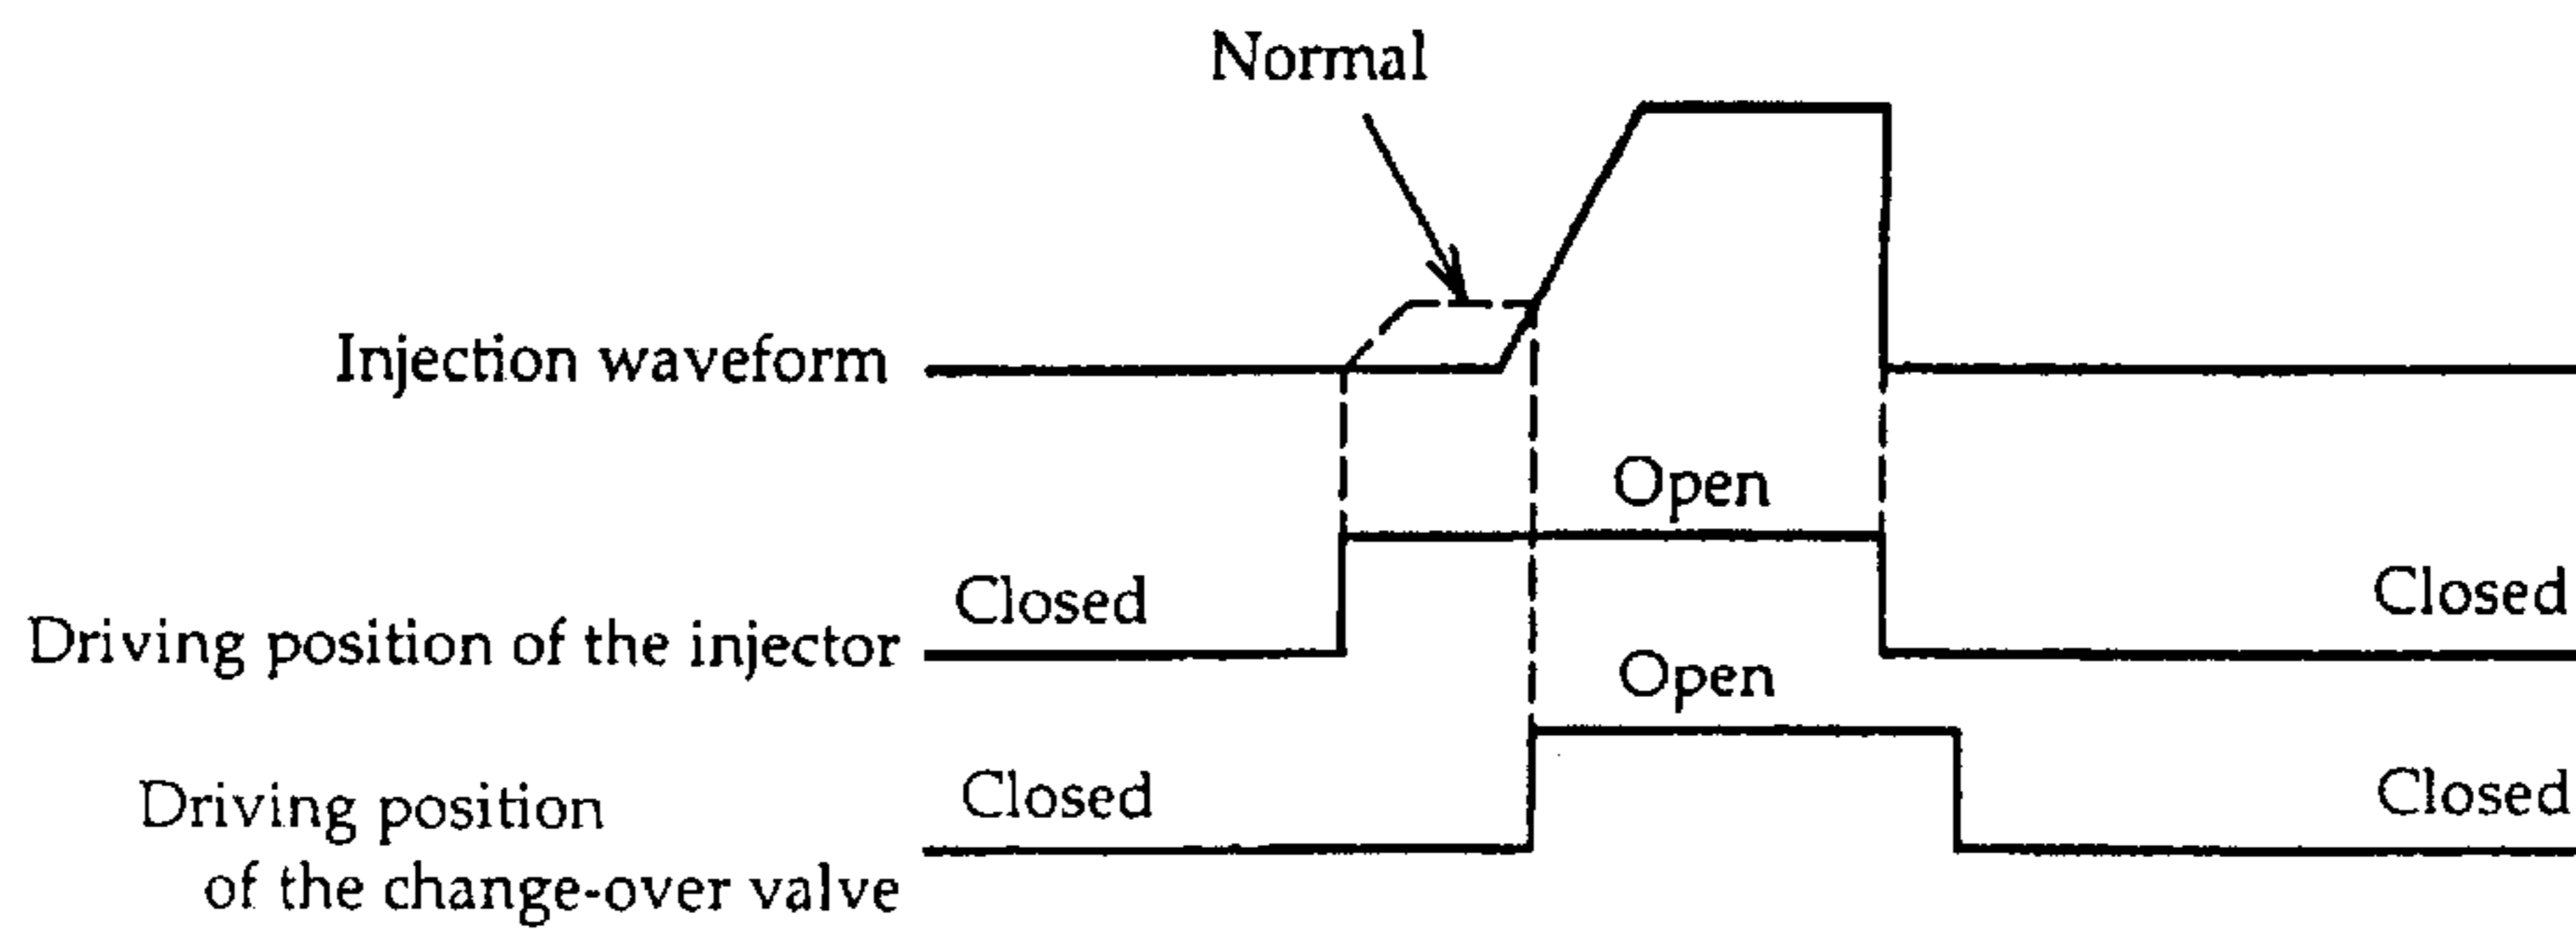 Normal
Injection waveform
Open
Closed
Closed
Driving position of the injector
Open
Closed
Closed
Driving position
of the change-over valve